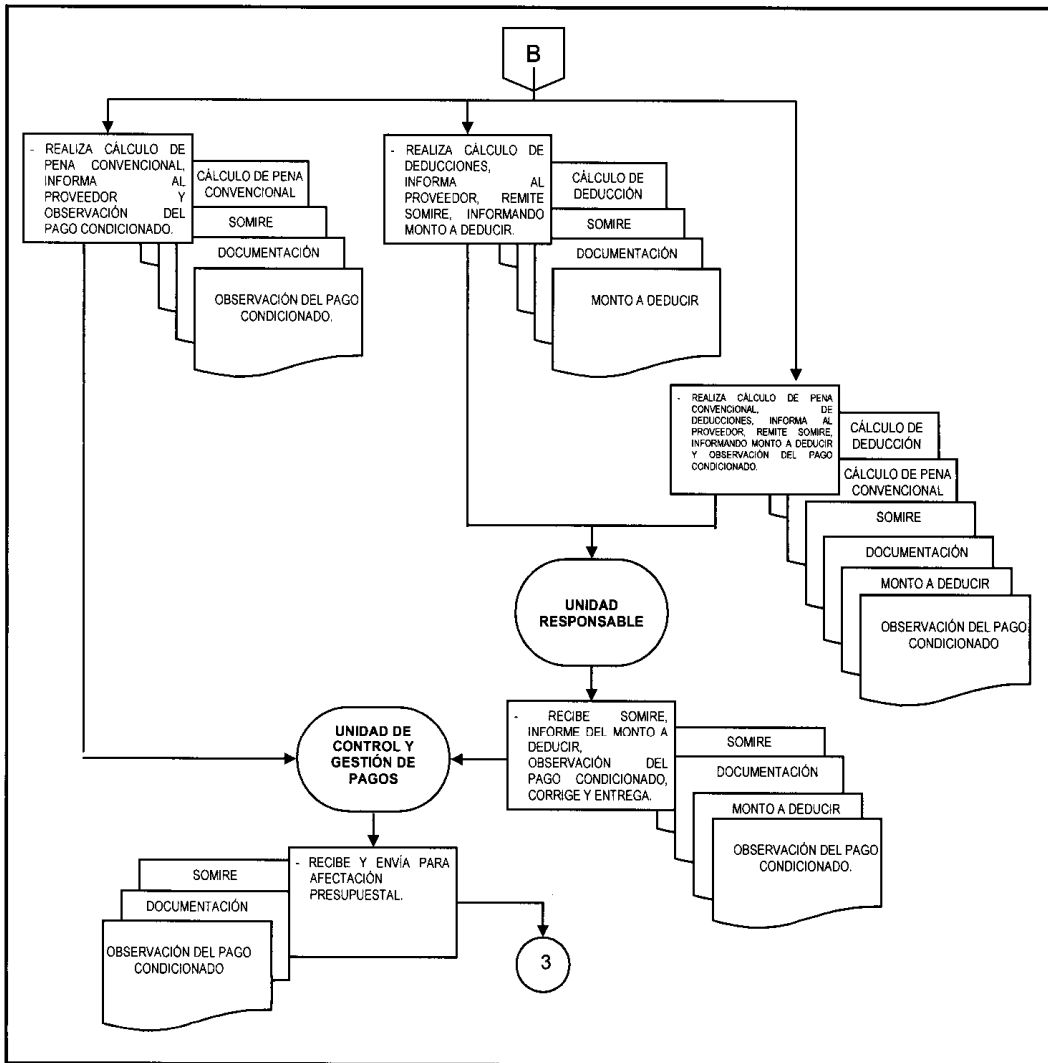 B
- REALIZA CÁLCULO DE
PENA CONVENCIONAL,
INFORMA AL
PROVEEDOR Y
OBSERVACIÓN DEL
PAGO CONDICIONADO.
CÁLCULO DE PENA
CONVENCIONAL
SOMIRE
DOCUMENTACIÓN
OBSERVACIÓN DEL PAGO
CONDICIONADO.
- REALIZA CÁLCULO DE
DEDUCCIONES,
INFORMA AL
PROVEEDOR, REMITE
SOMIRE, INFORMANDO
MONTO A DEDUCIR.
CÁLCULO DE
DEDUCCIÓN
SOMIRE
DOCUMENTACIÓN
MONTO A DEDUCIR
- REALIZA CÁLCULO DE PENA
CONVENCIONAL, DE
DEDUCCIONES, INFORMA AL
PROVEEDOR, REMITE SOMIRE,
INFORMANDO MONTO A DEDUCIR
Y OBSERVACIÓN DEL PAGO
CONDICIONADO.
CÁLCULO DE
DEDUCCIÓN
CÁLCULO DE PENA
CONVENCIONAL
SOMIRE
DOCUMENTACIÓN
MONTO A DEDUCIR
OBSERVACIÓN DEL PAGO
CONDICIONADO
UNIDAD
RESPONSABLE
- RECIBE SOMIRE,
INFORME DEL MONTO A
DEDUCIR,
OBSERVACIÓN DEL
PAGO CONDICIONADO,
CORRIGE Y ENTREGA.
SOMIRE
DOCUMENTACIÓN
MONTO A DEDUCIR
OBSERVACIÓN DEL PAGO
CONDICIONADO.
UNIDAD DE
CONTROL Y
GESTIÓN DE
PAGOS
- RECIBE Y ENVÍA PARA
AFECTACIÓN
PRESUPUESTAL.
SOMIRE
DOCUMENTACIÓN
OBSERVACIÓN DEL PAGO
CONDICIONADO
3